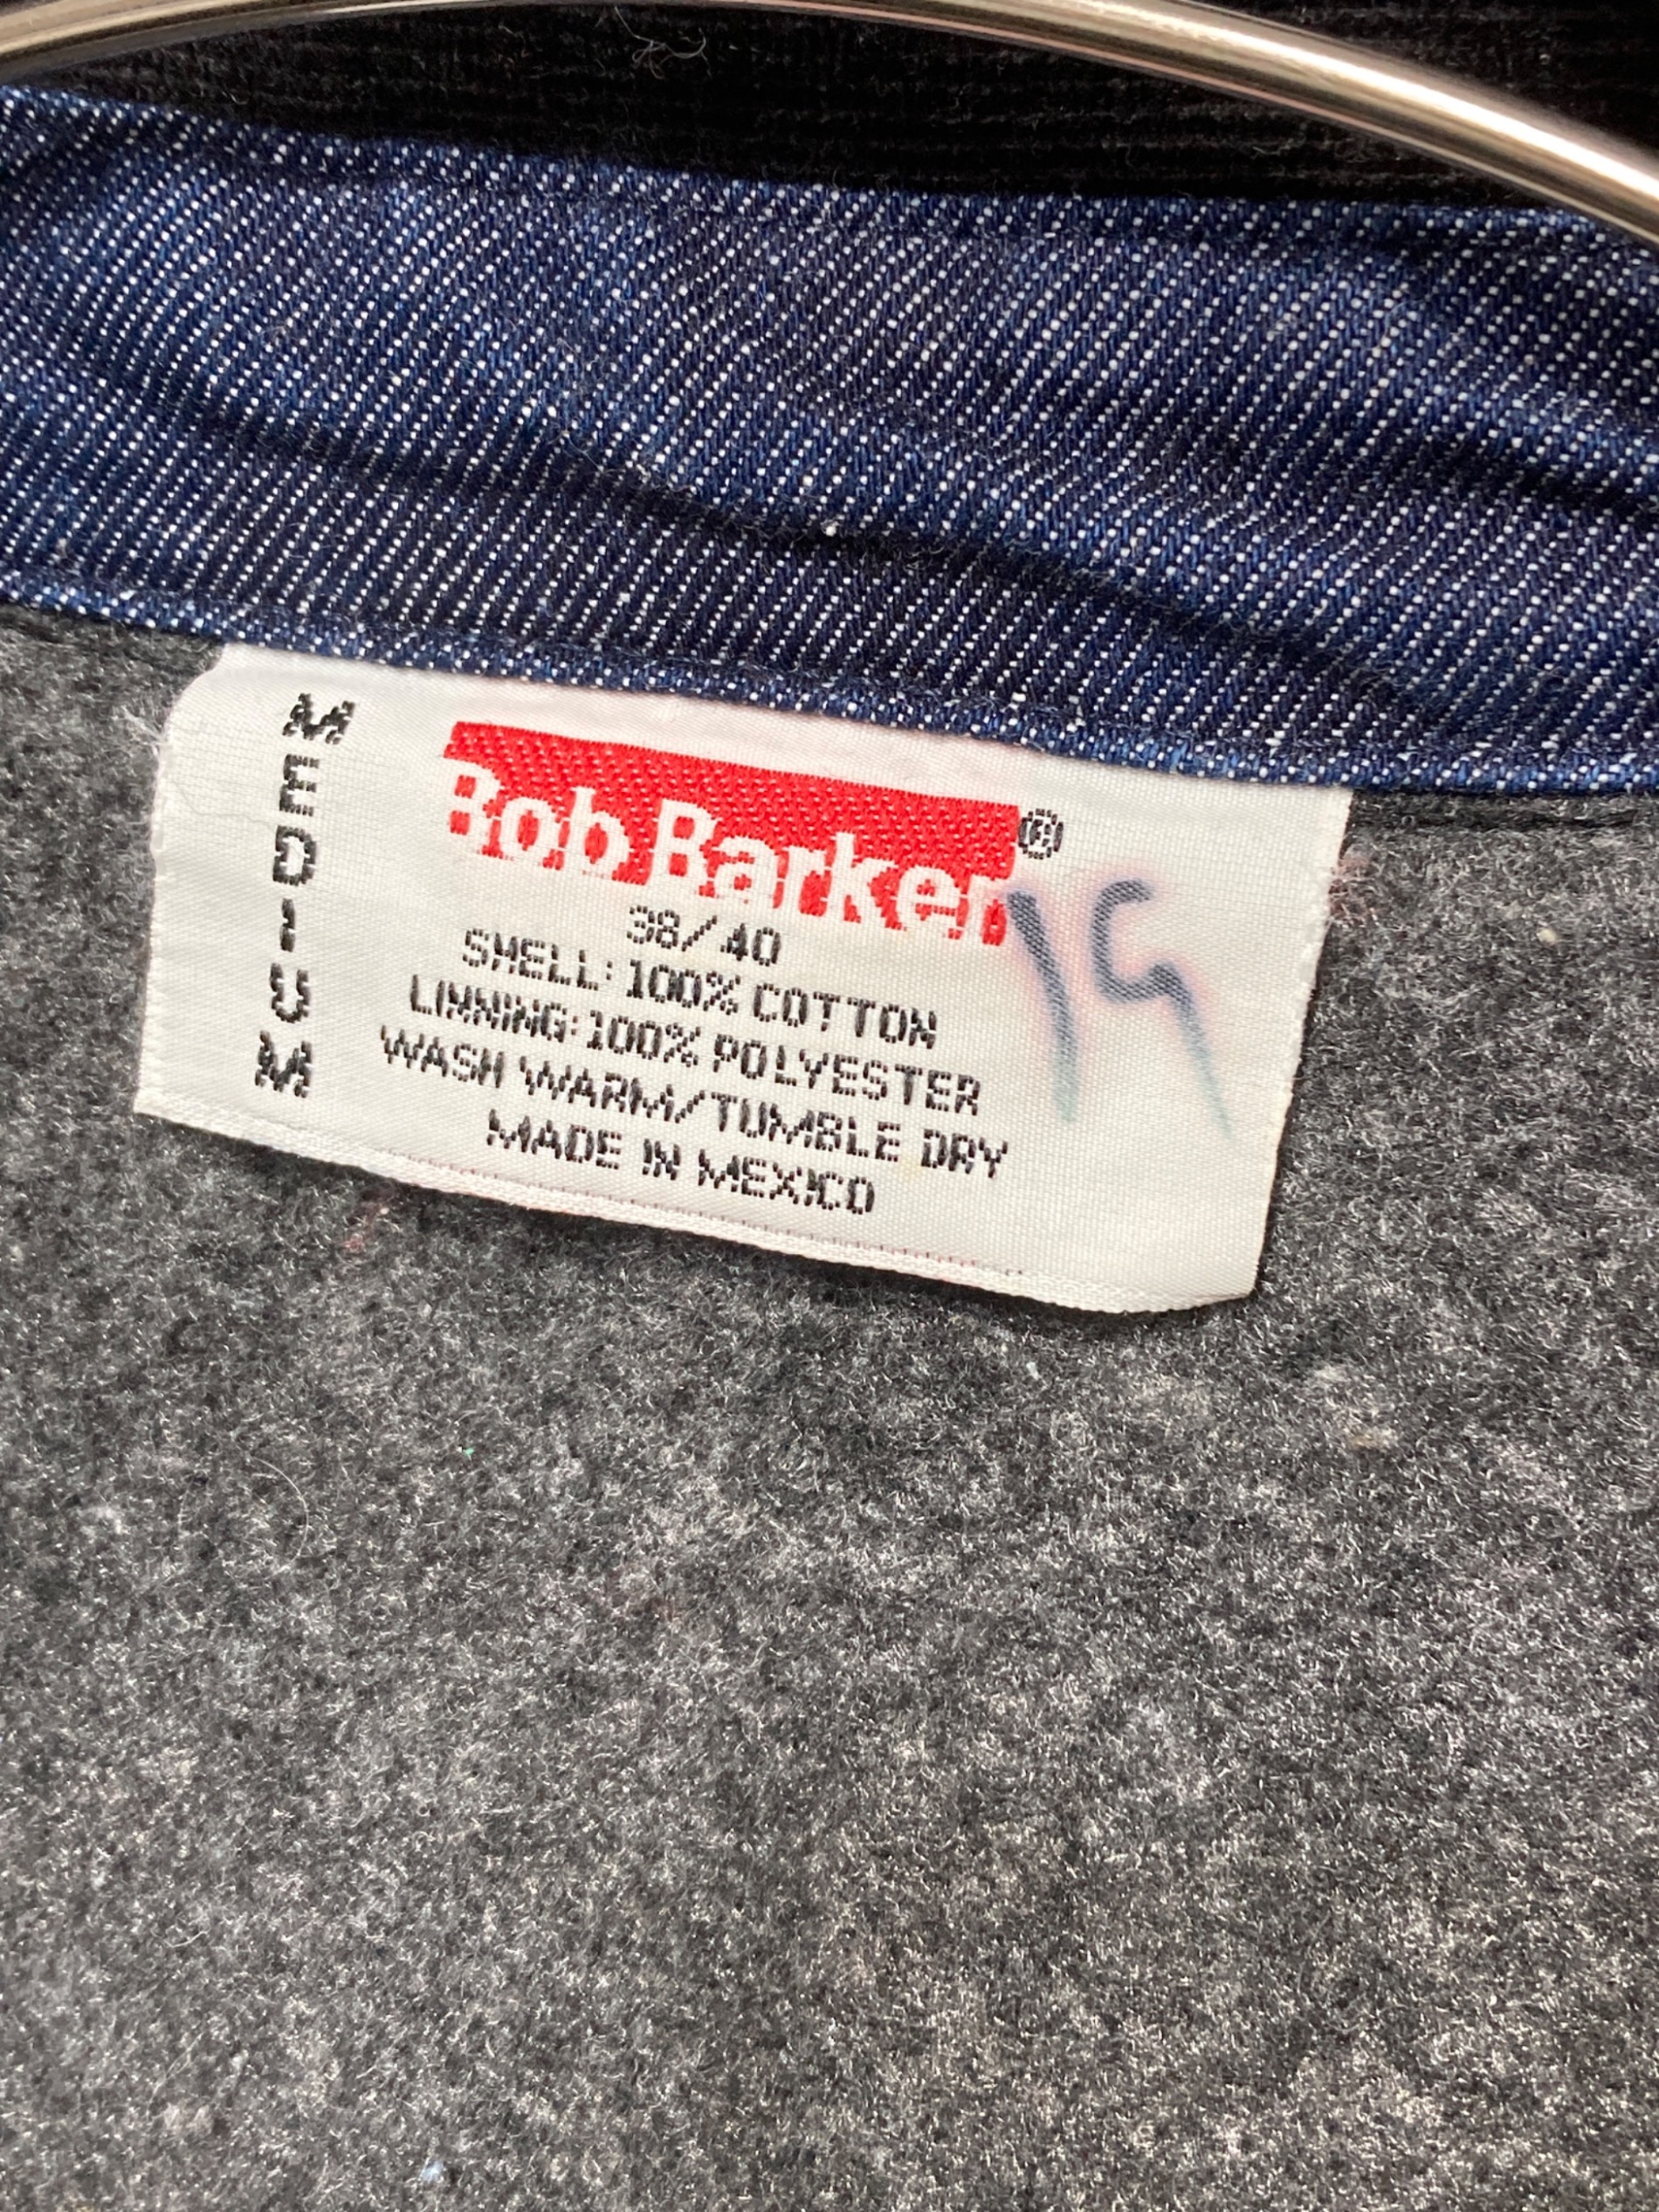 MEDIUM
Bob Barker®
38/40
SHELL: 100% COTTON
LINNING: 100% POLYESTER
WASH WARM/TUMBLE DRY
MADE IN MEXICO